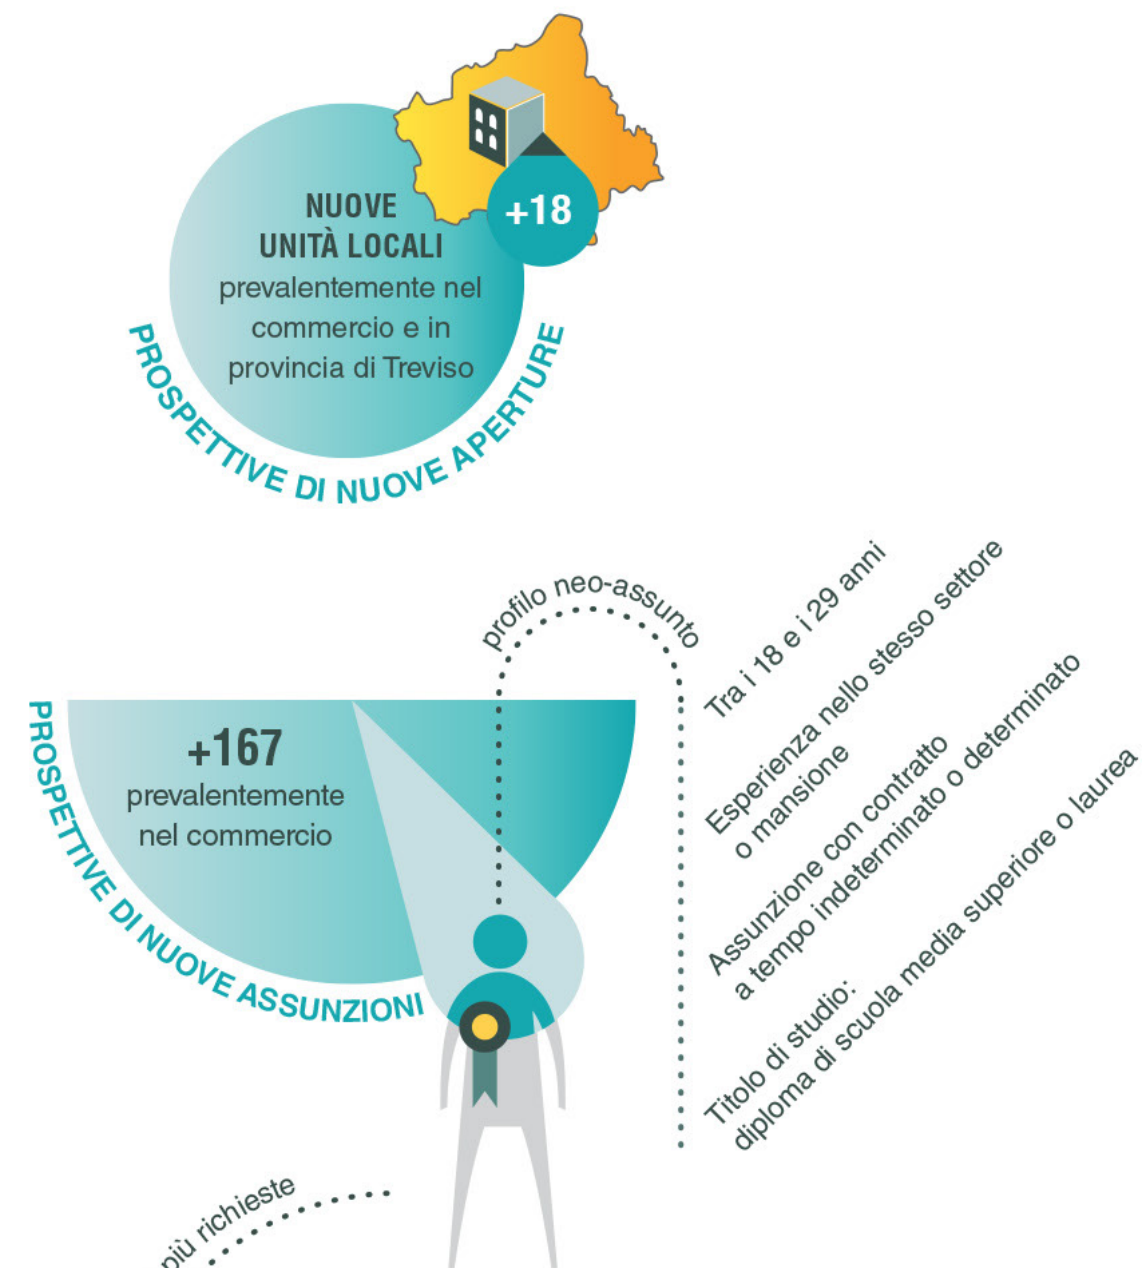 +18
NUOVE
UNITÀ LOCALI
prevalentemente nel
commercio e in
provincia di Treviso
PROSPETTIVE DI NUOVE APERTURE
profilo neo-assunto
Tra i 18 e i 29 anni
Esperienza nello stesso settore
o mansione
Assunzione con contratto
a tempo indeterminato o determinato
Titolo di studio:
diploma di scuola media superiore o laurea
+167
prevalentemente
nel commercio
PROSPETTIVE DI NUOVE ASSUNZIONI
più richieste